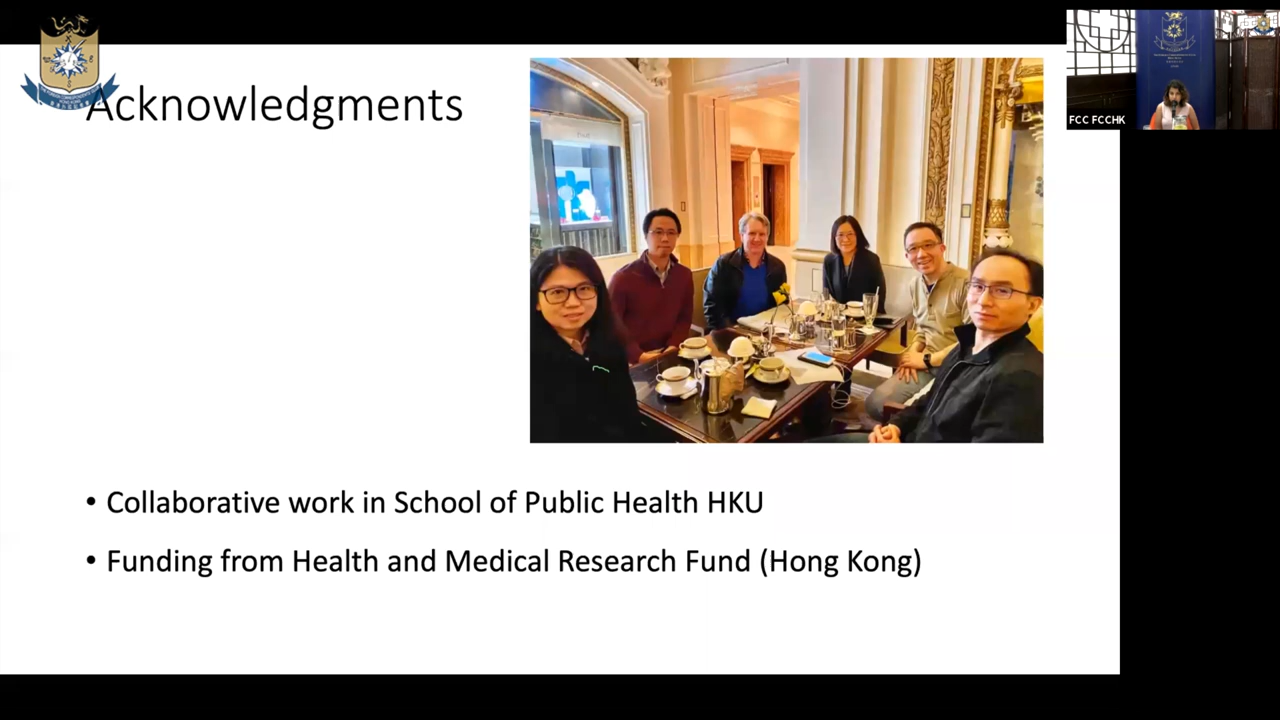 Acknowledgments
FCC FCCHK
• Collaborative work in School of Public Health HKU
• Funding from Health and Medical Research Fund (Hong Kong)